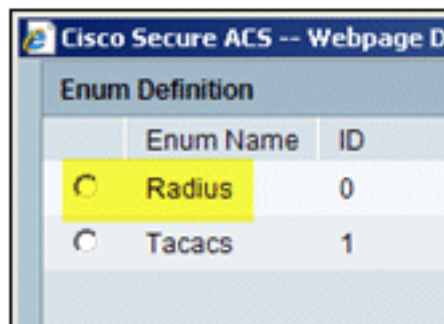 Cisco Secure ACS -- Webpage D
Enum Definition
Enum Name ID
Radius 0
Tacacs 1